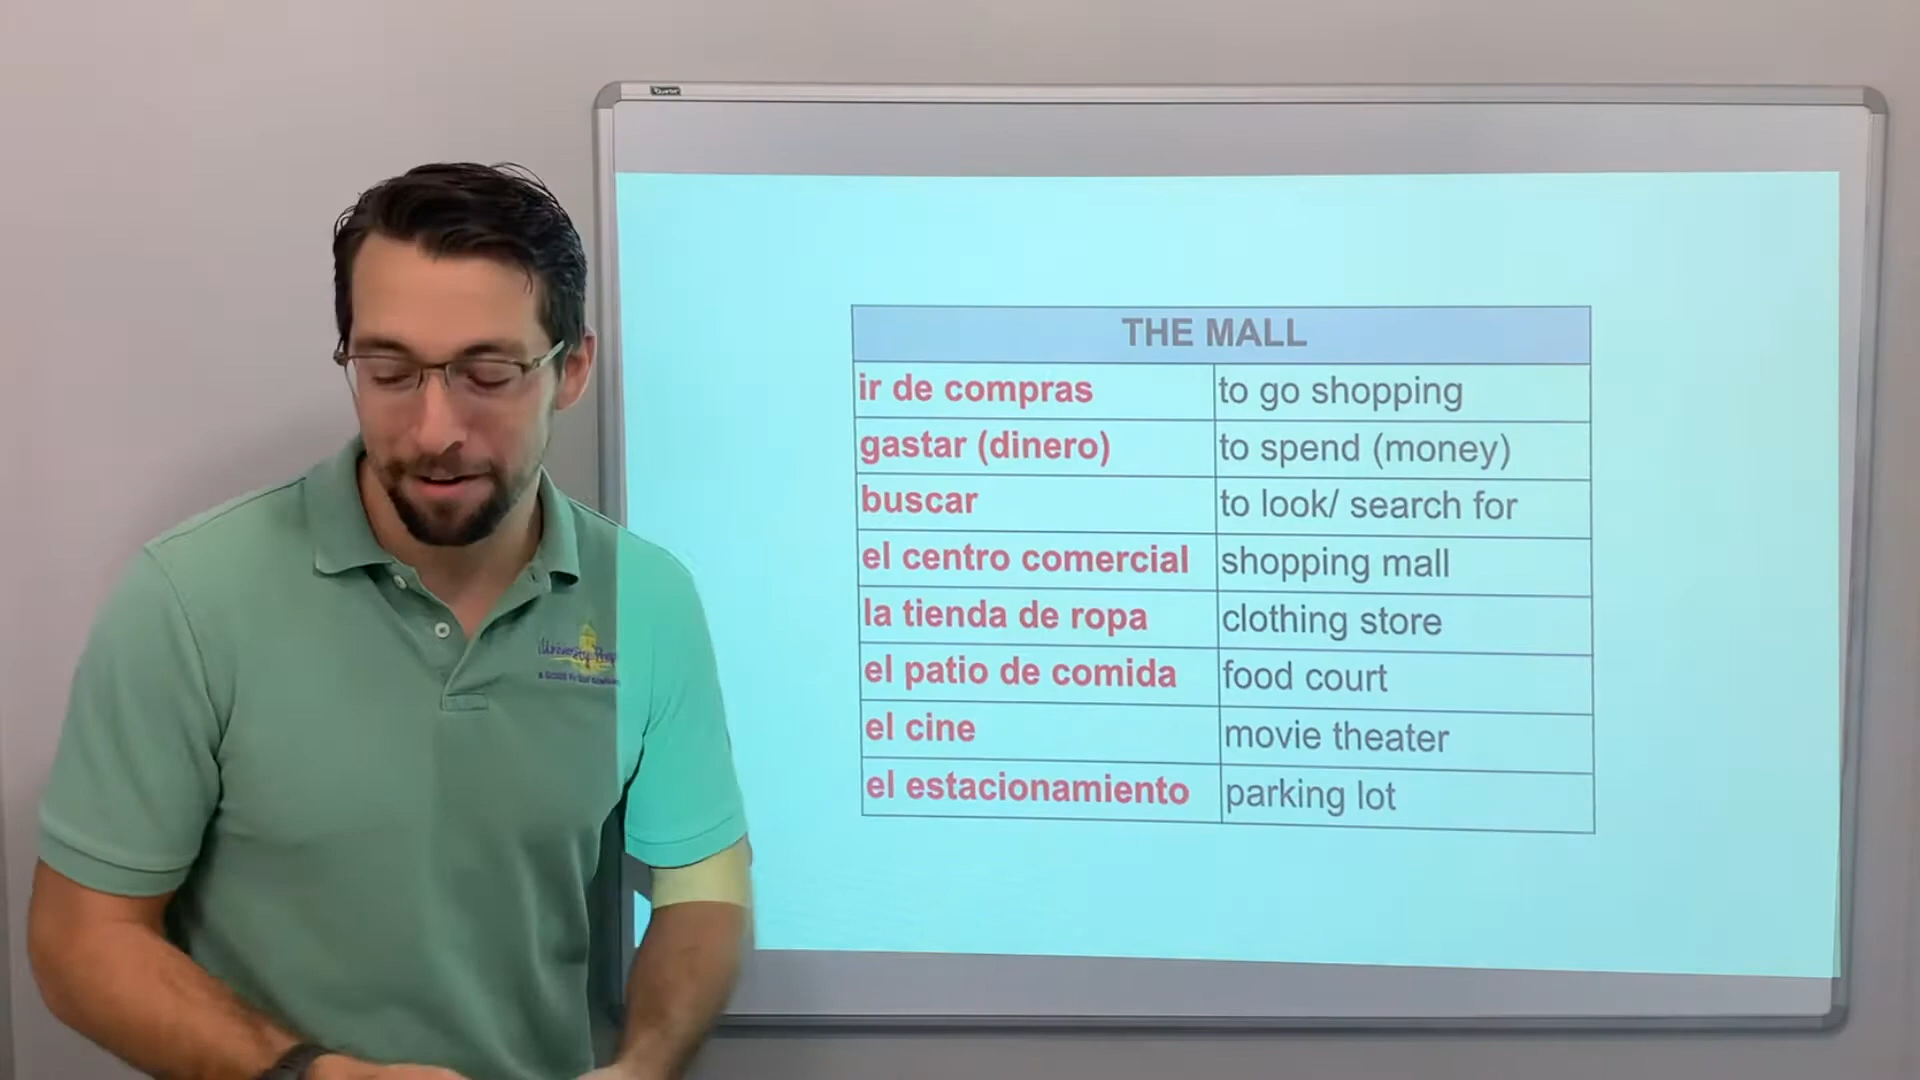 THE MALL
ir de compras to go shopping
gastar (dinero) to spend (money)
buscar to look/ search for
el centro comercial shopping mall
la tienda de ropa clothing store
el patio de comida food court
el cine movie theater
el estacionamiento parking lot
University Prep